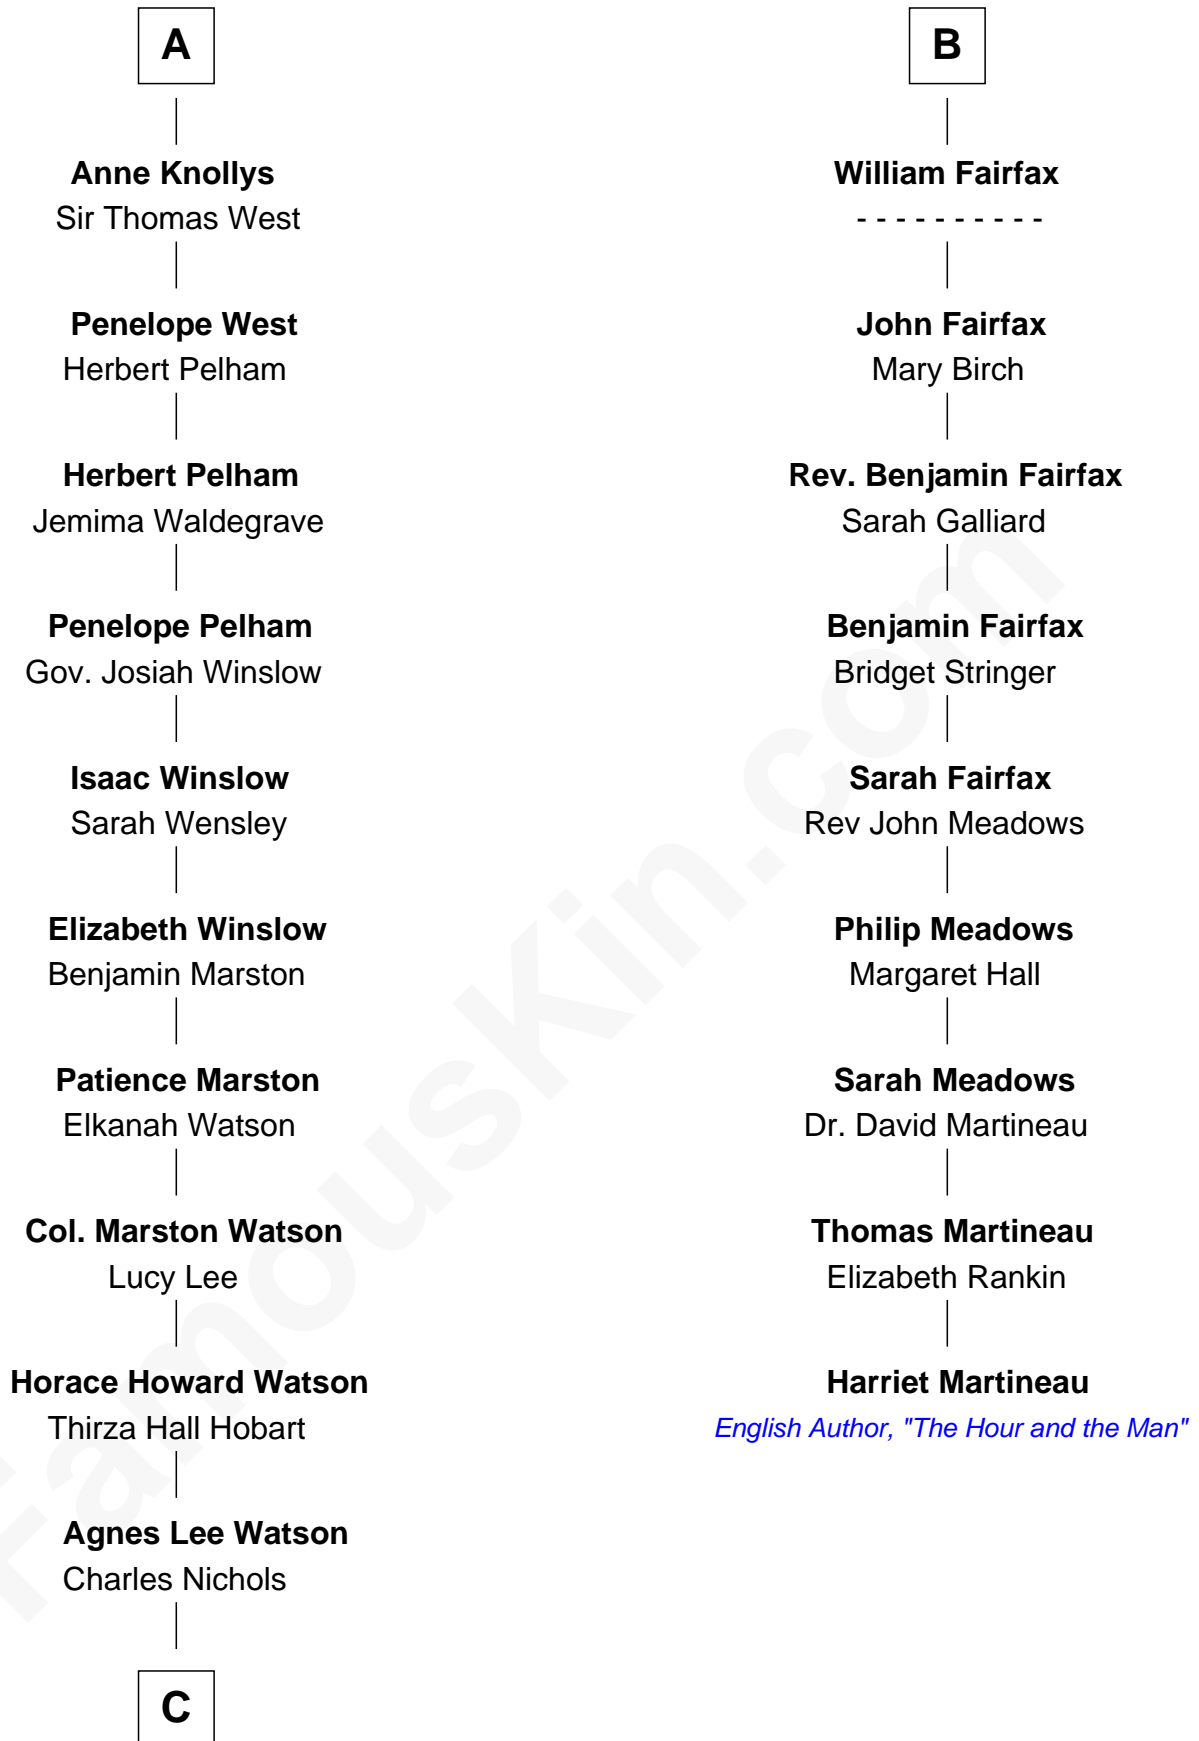 A
Anne Knollys
Sir Thomas West
Penelope West
Herbert Pelham
Herbert Pelham
Jemima Waldegrave
Penelope Pelham
Gov. Josiah Winslow
Isaac Winslow
Sarah Wensley
Elizabeth Winslow
Benjamin Marston
Patience Marston
Elkanah Watson
Col. Marston Watson
Lucy Lee
Horace Howard Watson
Thirza Hall Hobart
Agnes Lee Watson
Charles Nichols
C
B
William Fairfax
- - - - - - - - - -
John Fairfax
Mary Birch
Rev. Benjamin Fairfax
Sarah Galliard
Benjamin Fairfax
Bridget Stringer
Sarah Fairfax
Rev John Meadows
Philip Meadows
Margaret Hall
Sarah Meadows
Dr. David Martineau
Thomas Martineau
Elizabeth Rankin
Harriet Martineau
English Author, "The Hour and the Man"
FamousKin.com